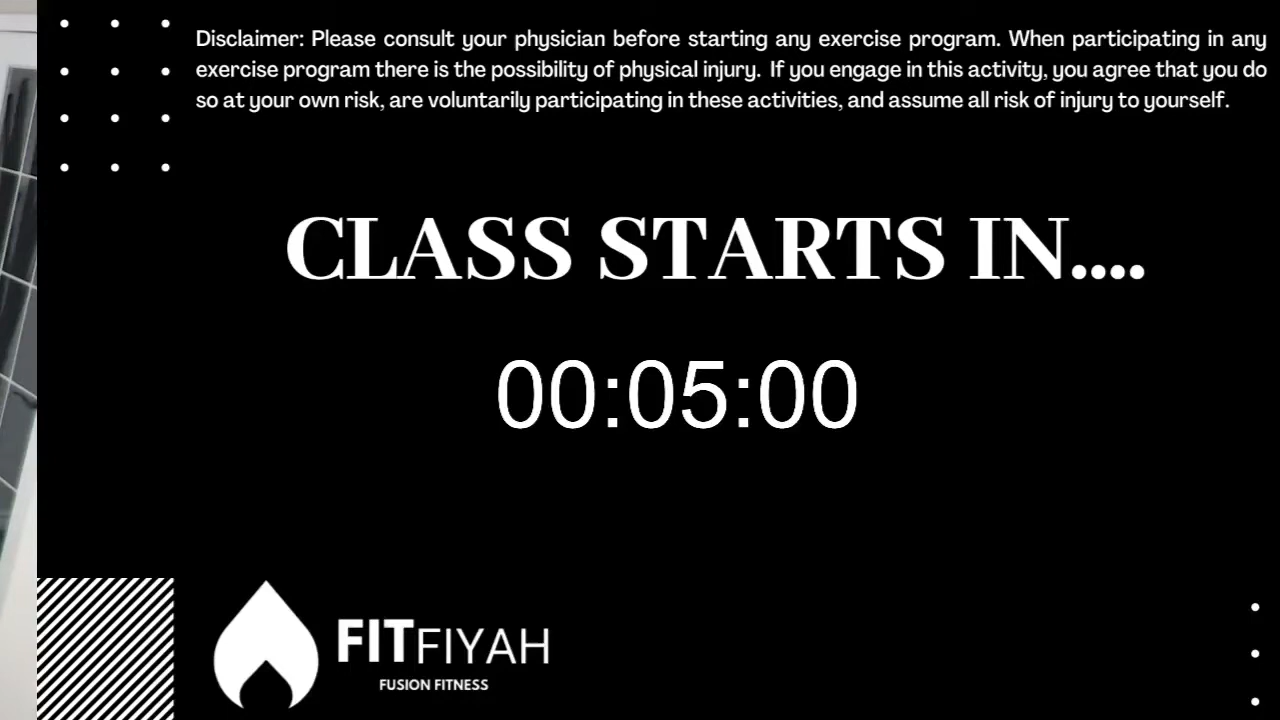 Disclaimer: Please consult your physician before starting any exercise program. When participating in any
exercise program there is the possibility of physical injury. If you engage in this activity, you agree that you do
so at your own risk, are voluntarily participating in these activities, and assume all risk of injury to yourself.
CLASS STARTS IN....
00:05:00
FITFIYAH
FUSION FITNESS